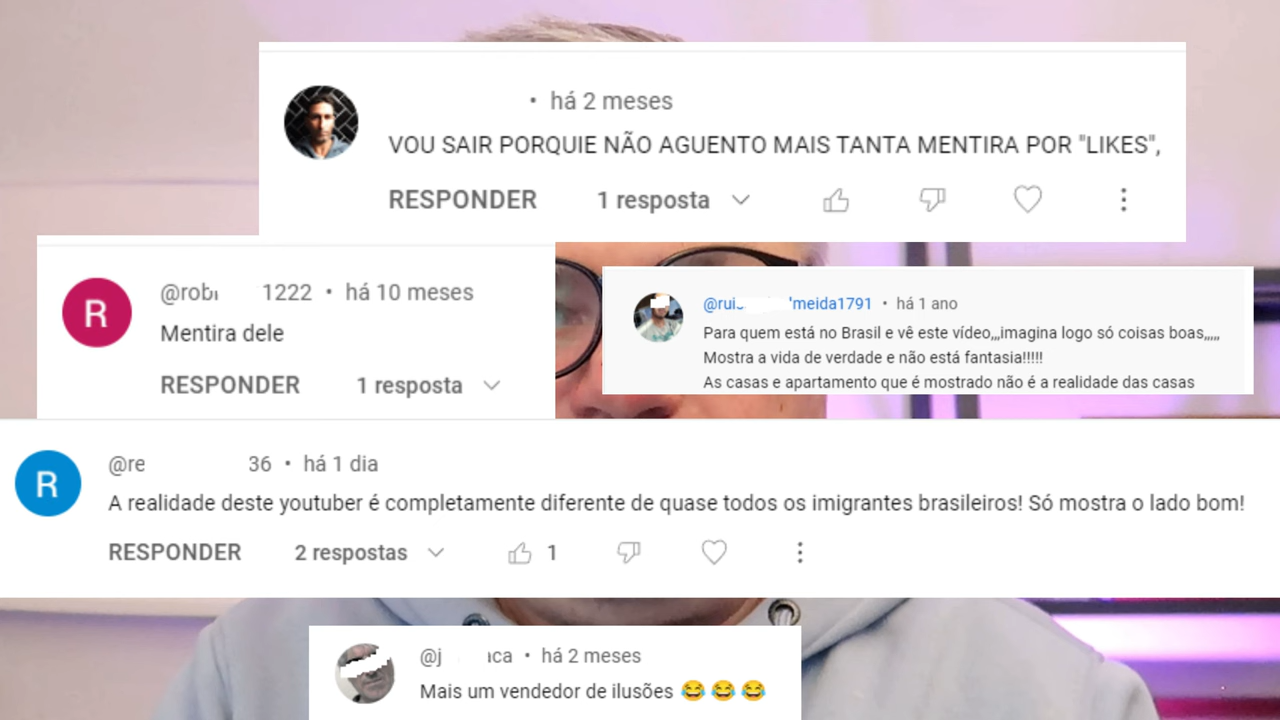 • há 2 meses
VOU SAIR PORQUIE NÃO AGUENTO MAIS TANTA MENTIRA POR "LIKES",
RESPONDER 1 resposta
R
@robi 1222 • há 10 meses
Mentira dele
RESPONDER 1 resposta
@ruis 'meida1791 • há 1 ano
Para quem está no Brasil e vê este vídeo,,,imagina logo só coisas boas,,,,,
Mostra a vida de verdade e não está fantasia!!!!!
As casas e apartamento que é mostrado não é a realidade das casas
R
@re 36 • há 1 dia
A realidade deste youtuber é completamente diferente de quase todos os imigrantes brasileiros! Só mostra o lado bom!
RESPONDER 2 respostas 1
@j ıca • há 2 meses
Mais um vendedor de ilusões 😂😂😂